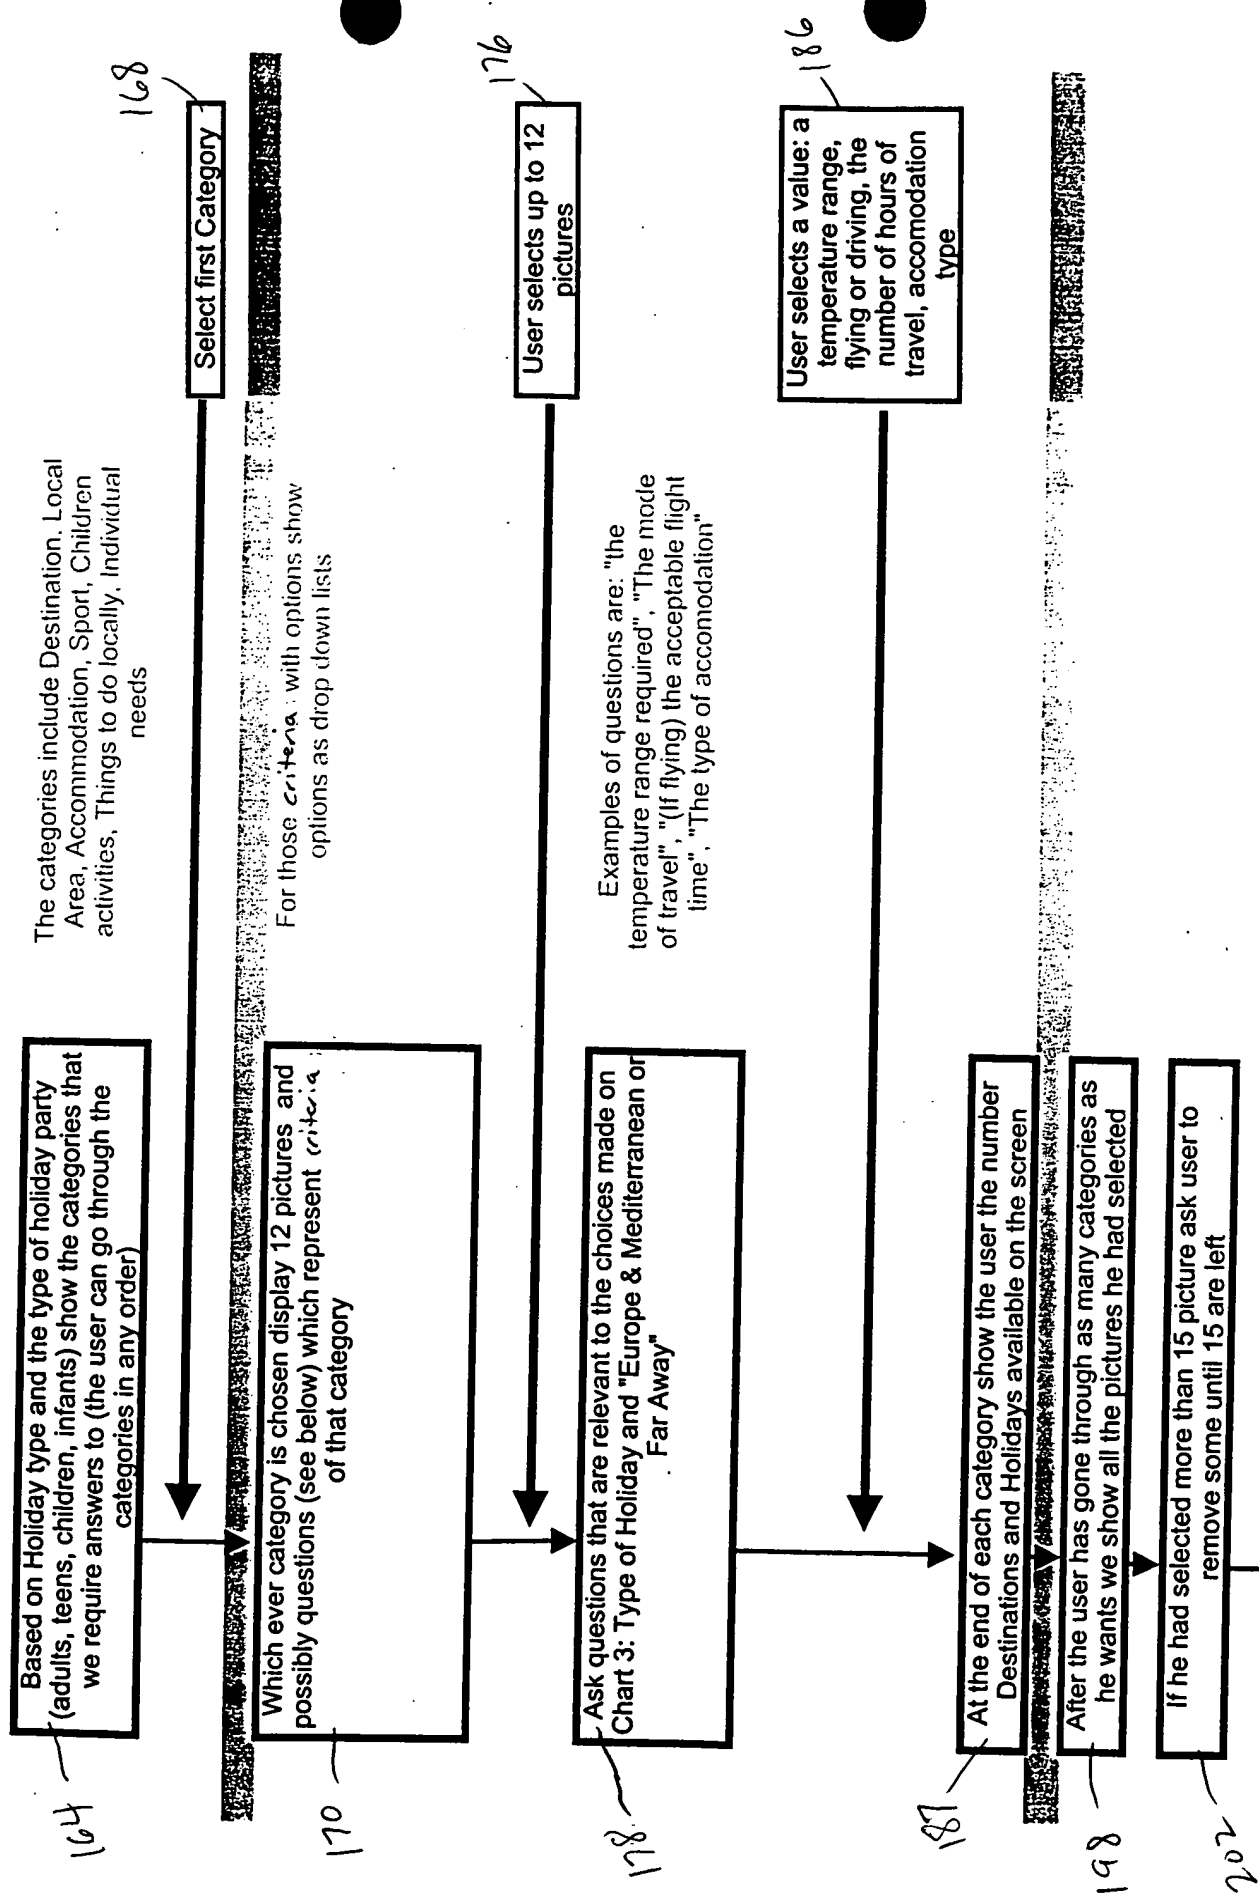 164
Based on Holiday type and the type of holiday party
(adults, teens, children, infants) show the categories that
we require answers to (the user can go through the
categories in any order)
The categories include Destination, Local
Area, Accommodation, Sport, Children
activities, Things to do locally, Individual
needs
168
Select first Category
170
Which ever category is chosen display 12 pictures and
possibly questions (see below) which represent criteria
of that category
For those criteria with options show
options as drop down lists
176
User selects up to 12
pictures
178
Ask questions that are relevant to the choices made on
Chart 3: Type of Holiday and "Europe & Mediterranean or
Far Away"
Examples of questions are: "the
temperature range required", "The mode
of travel", "(If flying) the acceptable flight
time", "The type of accomodation"
186
User selects a value: a
temperature range,
flying or driving, the
number of hours of
travel, accomodation
type
187
At the end of each category show the user the number
Destinations and Holidays available on the screen
198
After the user has gone through as many categories as
he wants we show all the pictures he had selected
202
If he had selected more than 15 picture ask user to
remove some until 15 are left